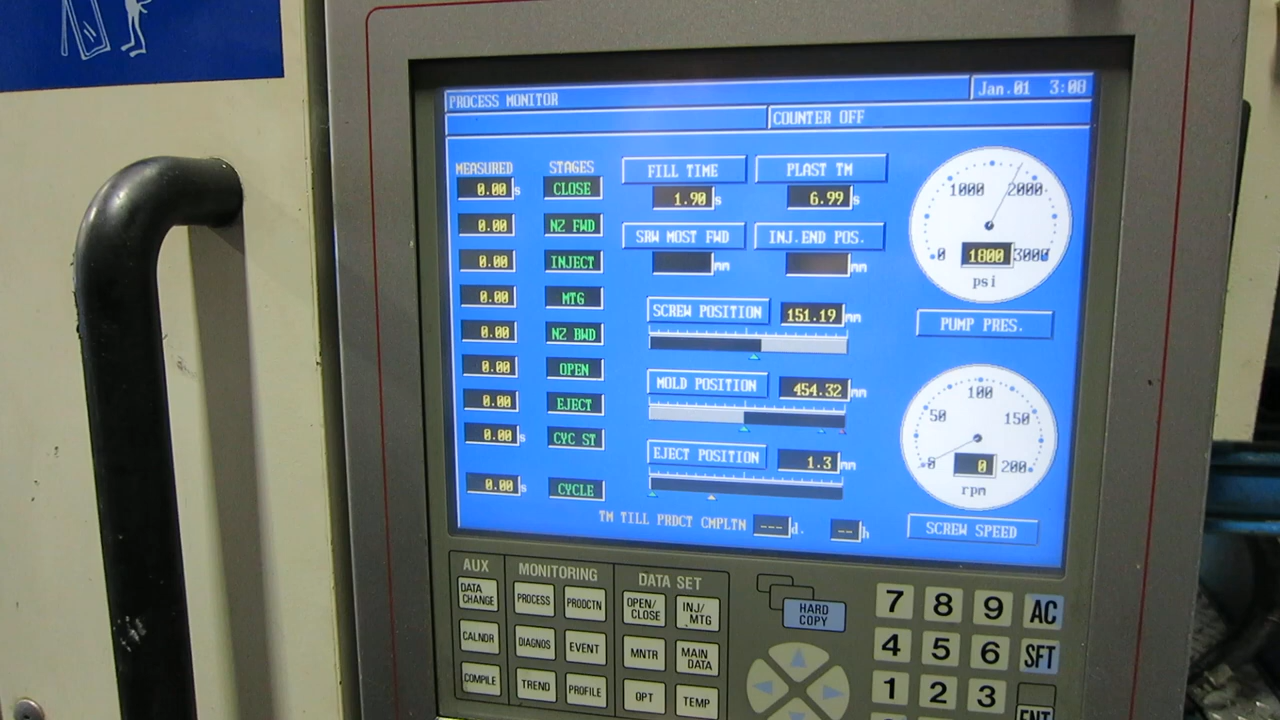 PROCESS MONITOR
Jan.01 3:08
COUNTER OFF
MEASURED STAGES
0.00 s CLOSE
0.00 NZ FWD
0.00 INJECT
0.00 MTG
0.00 NZ BWD
0.00 OPEN
0.00 EJECT
0.00 s CYC ST
0.00 s CYCLE
FILL TIME PLAST TM
1.90 s 6.99 s
SRW MOST FWD INJ.END POS.
mm mm
SCREW POSITION 151.19 mm
MOLD POSITION 454.32 mm
EJECT POSITION 1.3 mm
TM TILL PRDCT CMPLTN --- d. -- h
1000 2000
0 1800 3000
psi
PUMP PRES.
100
50 150
0 0 200
rpm
SCREW SPEED
AUX MONITORING DATA SET
DATA CHANGE PROCESS PRODCTN OPEN/CLOSE INJ/MTG
CALNDR DIAGNOS EVENT MNTR MAIN DATA
COMPILE TREND PROFILE OPT TEMP
HARD COPY
7 8 9 AC
4 5 6 SFT
1 2 3 ENT